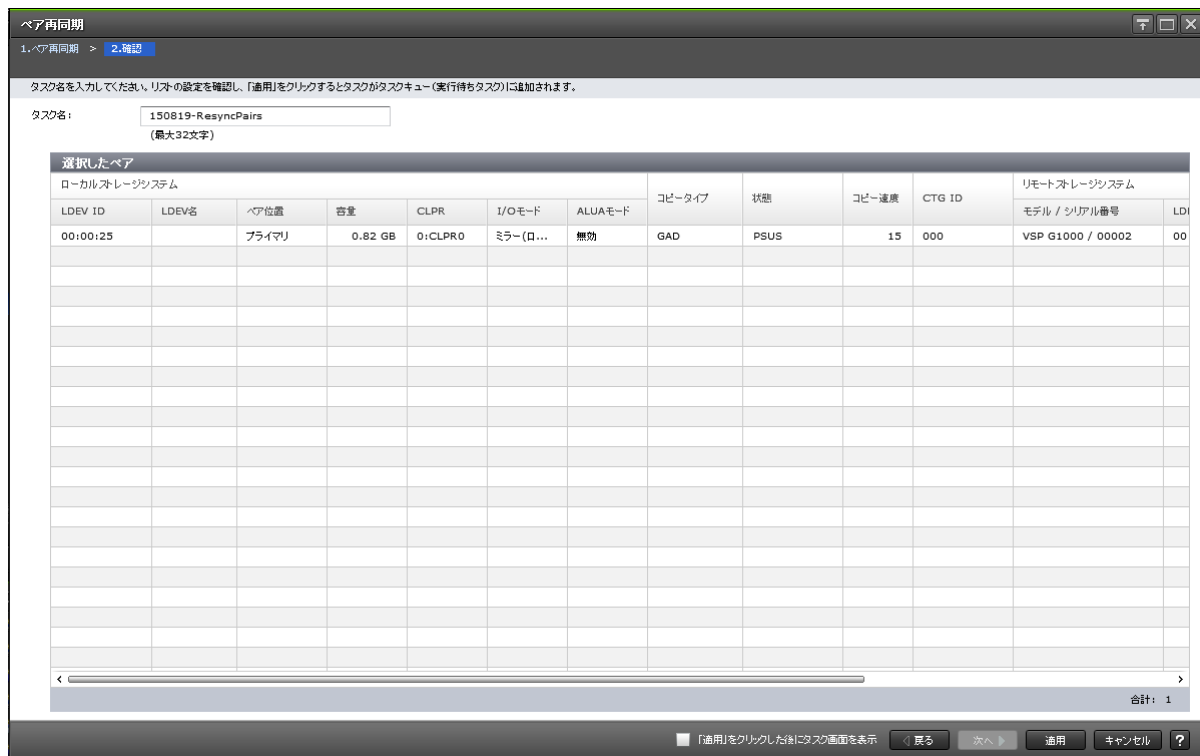 ペア再同期
1.ペア再同期 > 2.確認
タスク名を入力してください。リストの設定を確認し、「適用」をクリックするとタスクがタスクキュー(実行待ちタスク)に追加されます。
タスク名: 150819-ResyncPairs
(最大32文字)
選択したペア
ローカルストレージシステム コピータイプ 状態 コピー速度 CTG ID リモートストレージシステム
LDEV ID LDEV名 ペア位置 容量 CLPR I/Oモード ALUAモード モデル / シリアル番号 LDI
00:00:25 プライマリ 0.82 GB 0:CLPR0 ミラー(ロ... 無効 GAD PSUS 15 000 VSP G1000 / 00002 00
合計: 1
「適用」をクリックした後にタスク画面を表示 戻る 次へ 適用 キャンセル ?